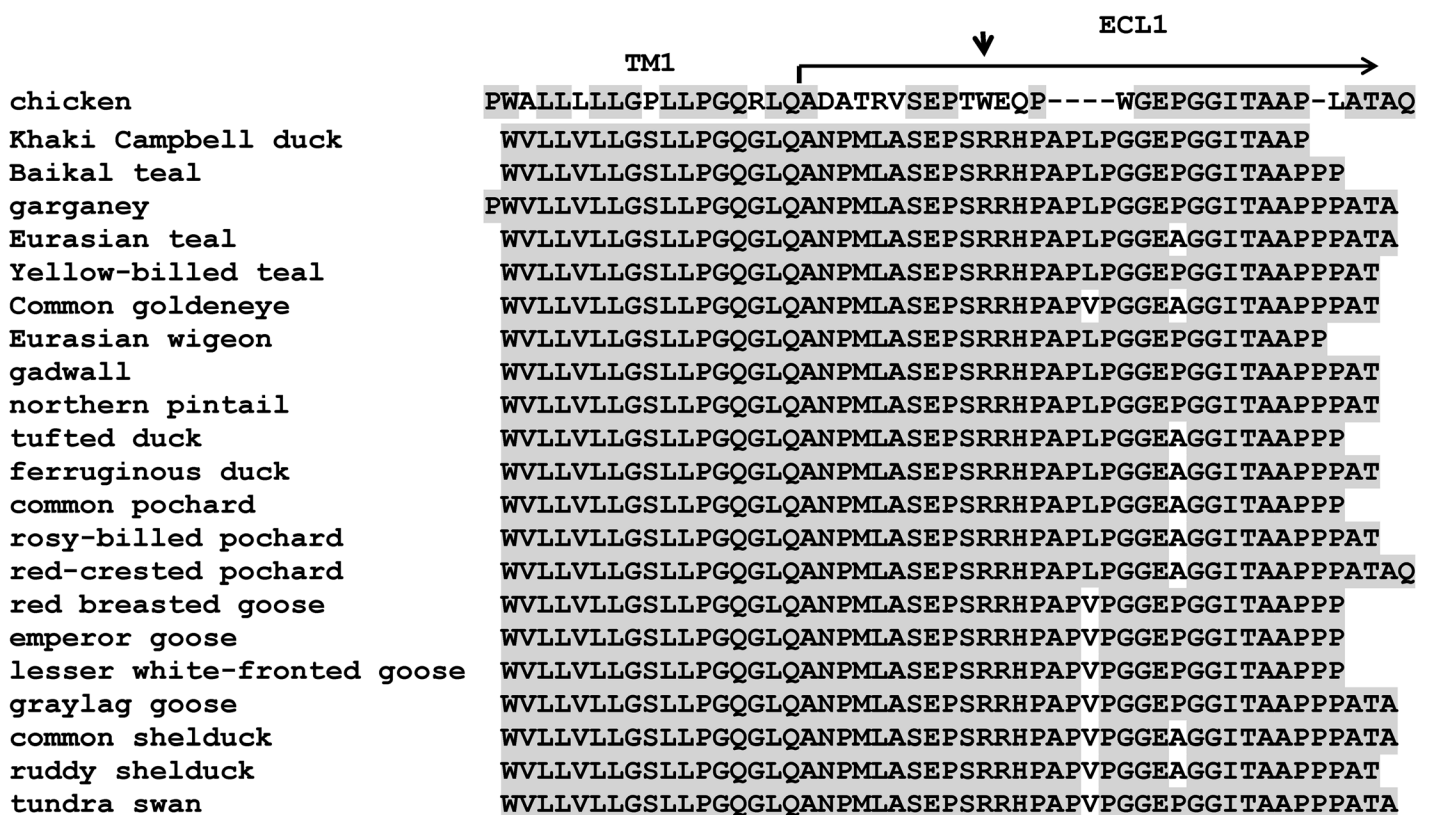 ECL1
TM1
chicken PWALLLLLGPLLPGQRLQADATRVSEPTWEQP----WGEPGGITAAP-LATAQ
Khaki Campbell duck WVLLVLLGSLLPGQGLQANPMLASEPSRRHPAPLPGGEPGGITAAP
Baikal teal WVLLVLLGSLLPGQGLQANPMLASEPSRRHPAPLPGGEPGGITAAPPP
garganey PWVLLVLLGSLLPGQGLQANPMLASEPSRRHPAPLPGGEPGGITAAPPPATA
Eurasian teal WVLLVLLGSLLPGQGLQANPMLASEPSRRHPAPLPGGEAGGITAAPPPATA
Yellow-billed teal WVLLVLLGSLLPGQGLQANPMLASEPSRRHPAPLPGGEPGGITAAPPPAT
Common goldeneye WVLLVLLGSLLPGQGLQANPMLASEPSRRHPAPVPGGEAGGITAAPPPAT
Eurasian wigeon WVLLVLLGSLLPGQGLQANPMLASEPSRRHPAPLPGGEPGGITAAPP
gadwall WVLLVLLGSLLPGQGLQANPMLASEPSRRHPAPLPGGEPGGITAAPPPAT
northern pintail WVLLVLLGSLLPGQGLQANPMLASEPSRRHPAPLPGGEPGGITAAPPPAT
tufted duck WVLLVLLGSLLPGQGLQANPMLASEPSRRHPAPLPGGEAGGITAAPPP
ferruginous duck WVLLVLLGSLLPGQGLQANPMLASEPSRRHPAPLPGGEAGGITAAPPPAT
common pochard WVLLVLLGSLLPGQGLQANPMLASEPSRRHPAPLPGGEAGGITAAPPP
rosy-billed pochard WVLLVLLGSLLPGQGLQANPMLASEPSRRHPAPLPGGEAGGITAAPPPAT
red-crested pochard WVLLVLLGSLLPGQGLQANPMLASEPSRRHPAPLPGGEAGGITAAPPPATAQ
red breasted goose WVLLVLLGSLLPGQGLQANPMLASEPSRRHPAPVPGGEPGGITAAPPP
emperor goose WVLLVLLGSLLPGQGLQANPMLASEPSRRHPAPVPGGEPGGITAAPPP
lesser white-fronted goose WVLLVLLGSLLPGQGLQANPMLASEPSRRHPAPVPGGEPGGITAAPPP
graylag goose WVLLVLLGSLLPGQGLQANPMLASEPSRRHPAPVPGGEPGGITAAPPPATA
common shelduck WVLLVLLGSLLPGQGLQANPMLASEPSRRHPAPVPGGEAGGITAAPPPATA
ruddy shelduck WVLLVLLGSLLPGQGLQANPMLASEPSRRHPAPVPGGEAGGITAAPPPAT
tundra swan WVLLVLLGSLLPGQGLQANPMLASEPSRRHPAPVPGGEPGGITAAPPPATA